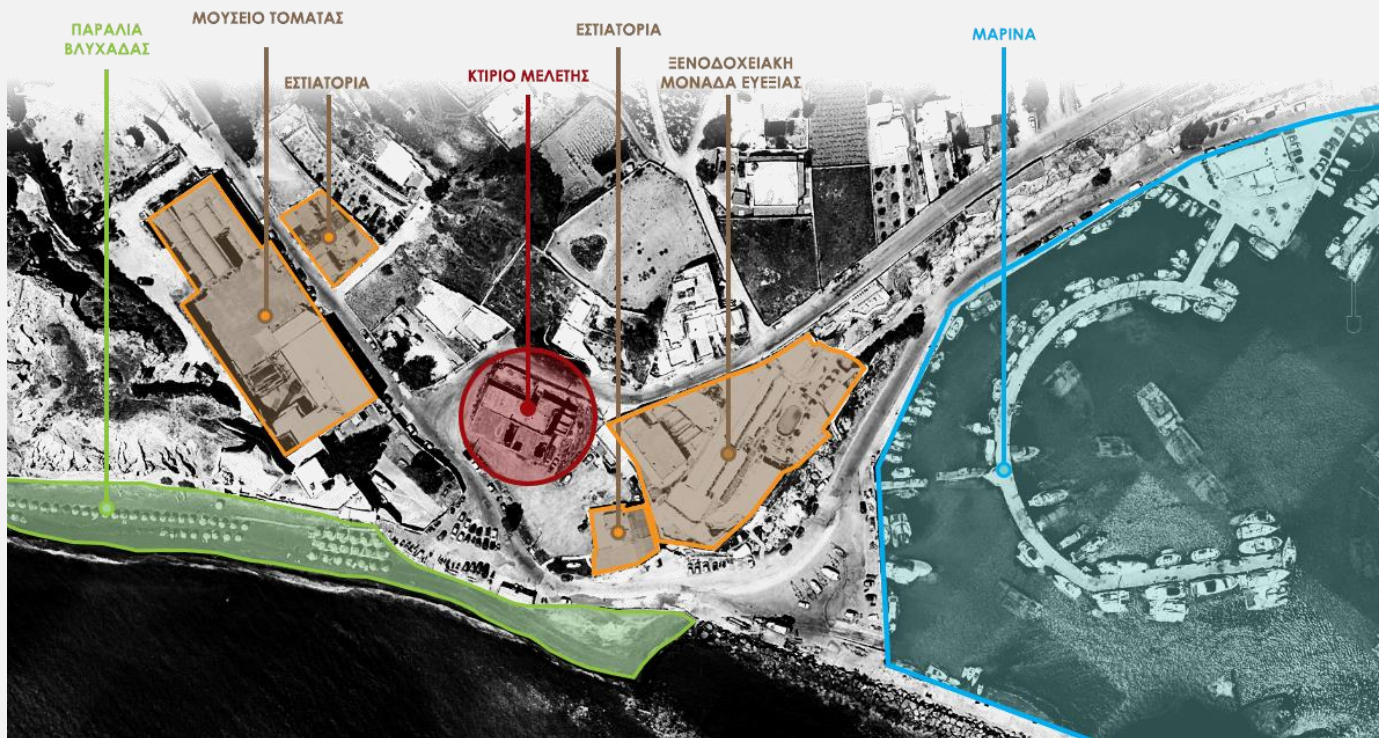 ΠΑΡΑΛΙΑ
ΒΛΥΧΑΔΑΣ
ΜΟΥΣΕΙΟ ΤΟΜΑΤΑΣ
ΕΣΤΙΑΤΟΡΙΑ
ΚΤΙΡΙΟ ΜΕΛΕΤΗΣ
ΕΣΤΙΑΤΟΡΙΑ
ΞΕΝΟΔΟΧΕΙΑΚΗ
ΜΟΝΑΔΑ ΕΥΕΞΙΑΣ
ΜΑΡΙΝΑ